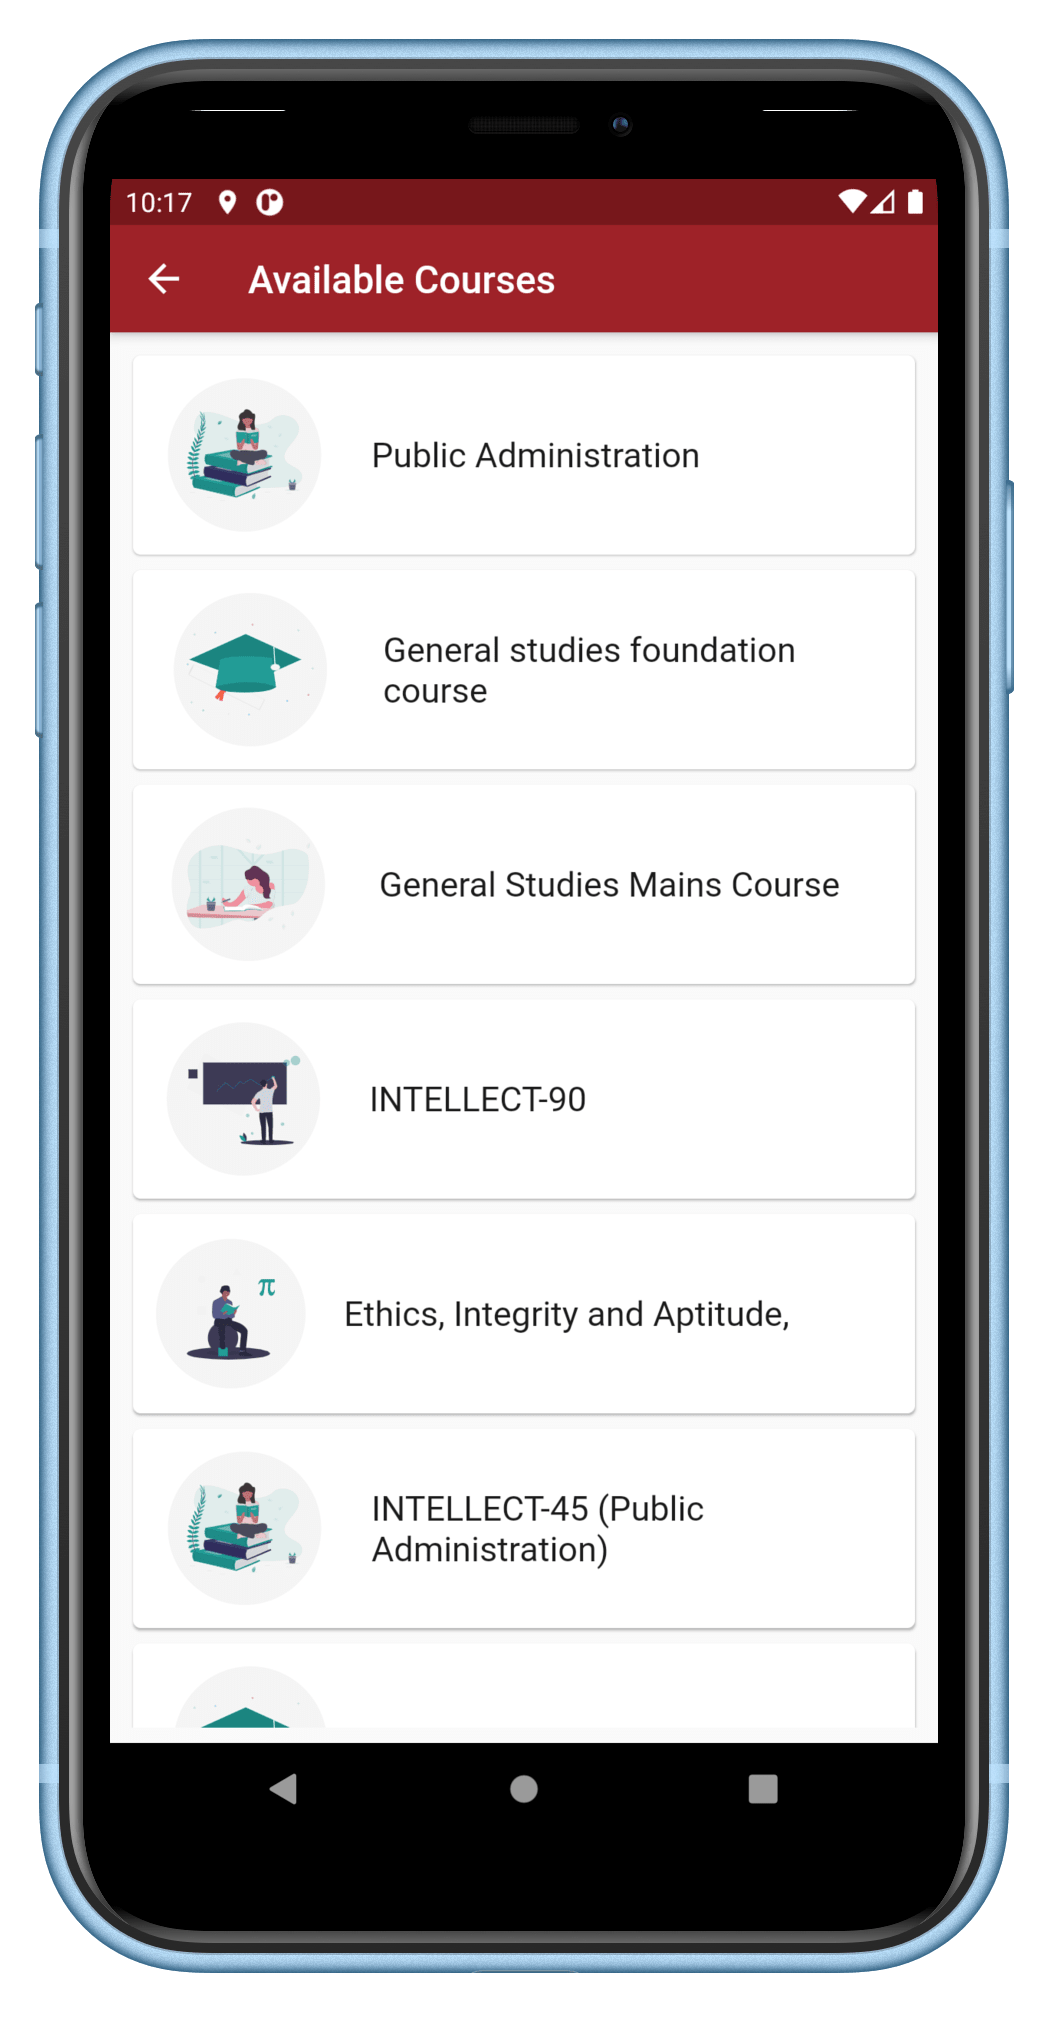 10:17
Available Courses
Public Administration
General studies foundation
course
General Studies Mains Course
INTELLECT-90
π
Ethics, Integrity and Aptitude,
INTELLECT-45 (Public
Administration)